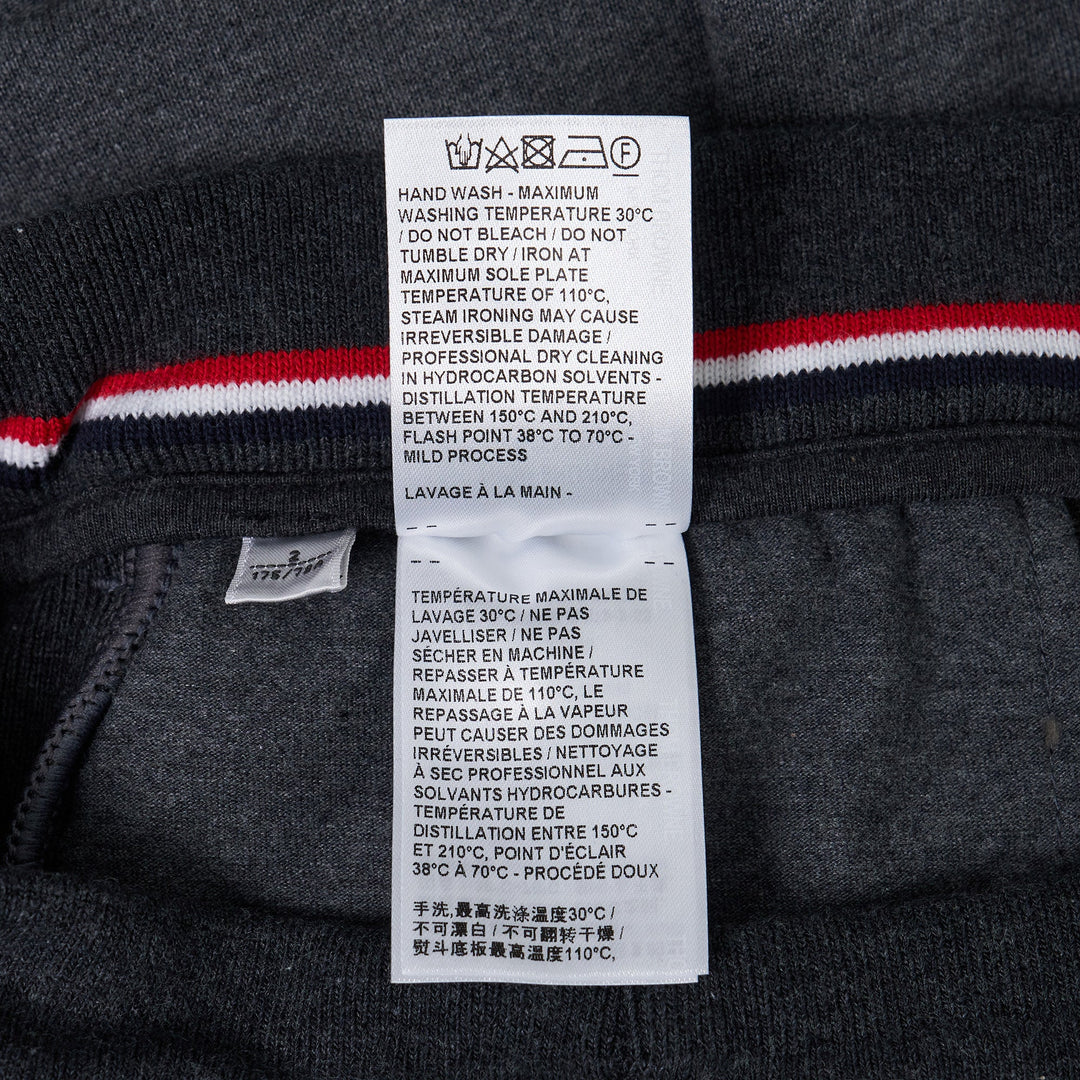 F
HAND WASH - MAXIMUM
WASHING TEMPERATURE 30°C
/ DO NOT BLEACH / DO NOT
TUMBLE DRY / IRON AT
MAXIMUM SOLE PLATE
TEMPERATURE OF 110°C,
STEAM IRONING MAY CAUSE
IRREVERSIBLE DAMAGE /
PROFESSIONAL DRY CLEANING
IN HYDROCARBON SOLVENTS -
DISTILLATION TEMPERATURE
BETWEEN 150°C AND 210°C,
FLASH POINT 38°C TO 70°C -
MILD PROCESS
LAVAGE À LA MAIN -
TEMPÉRATURE MAXIMALE DE
LAVAGE 30°C / NE PAS
JAVELLISER / NE PAS
SÉCHER EN MACHINE /
REPASSER À TEMPÉRATURE
MAXIMALE DE 110°C, LE
REPASSAGE À LA VAPEUR
PEUT CAUSER DES DOMMAGES
IRRÉVERSIBLES / NETTOYAGE
À SEC PROFESSIONNEL AUX
SOLVANTS HYDROCARBURES -
TEMPÉRATURE DE
DISTILLATION ENTRE 150°C
ET 210°C, POINT D'ÉCLAIR
38°C À 70°C - PROCÉDÉ DOUX
手洗,最高洗涤温度30°C /
不可漂白 / 不可翻转干燥 /
熨斗底板最高温度110°C,
2